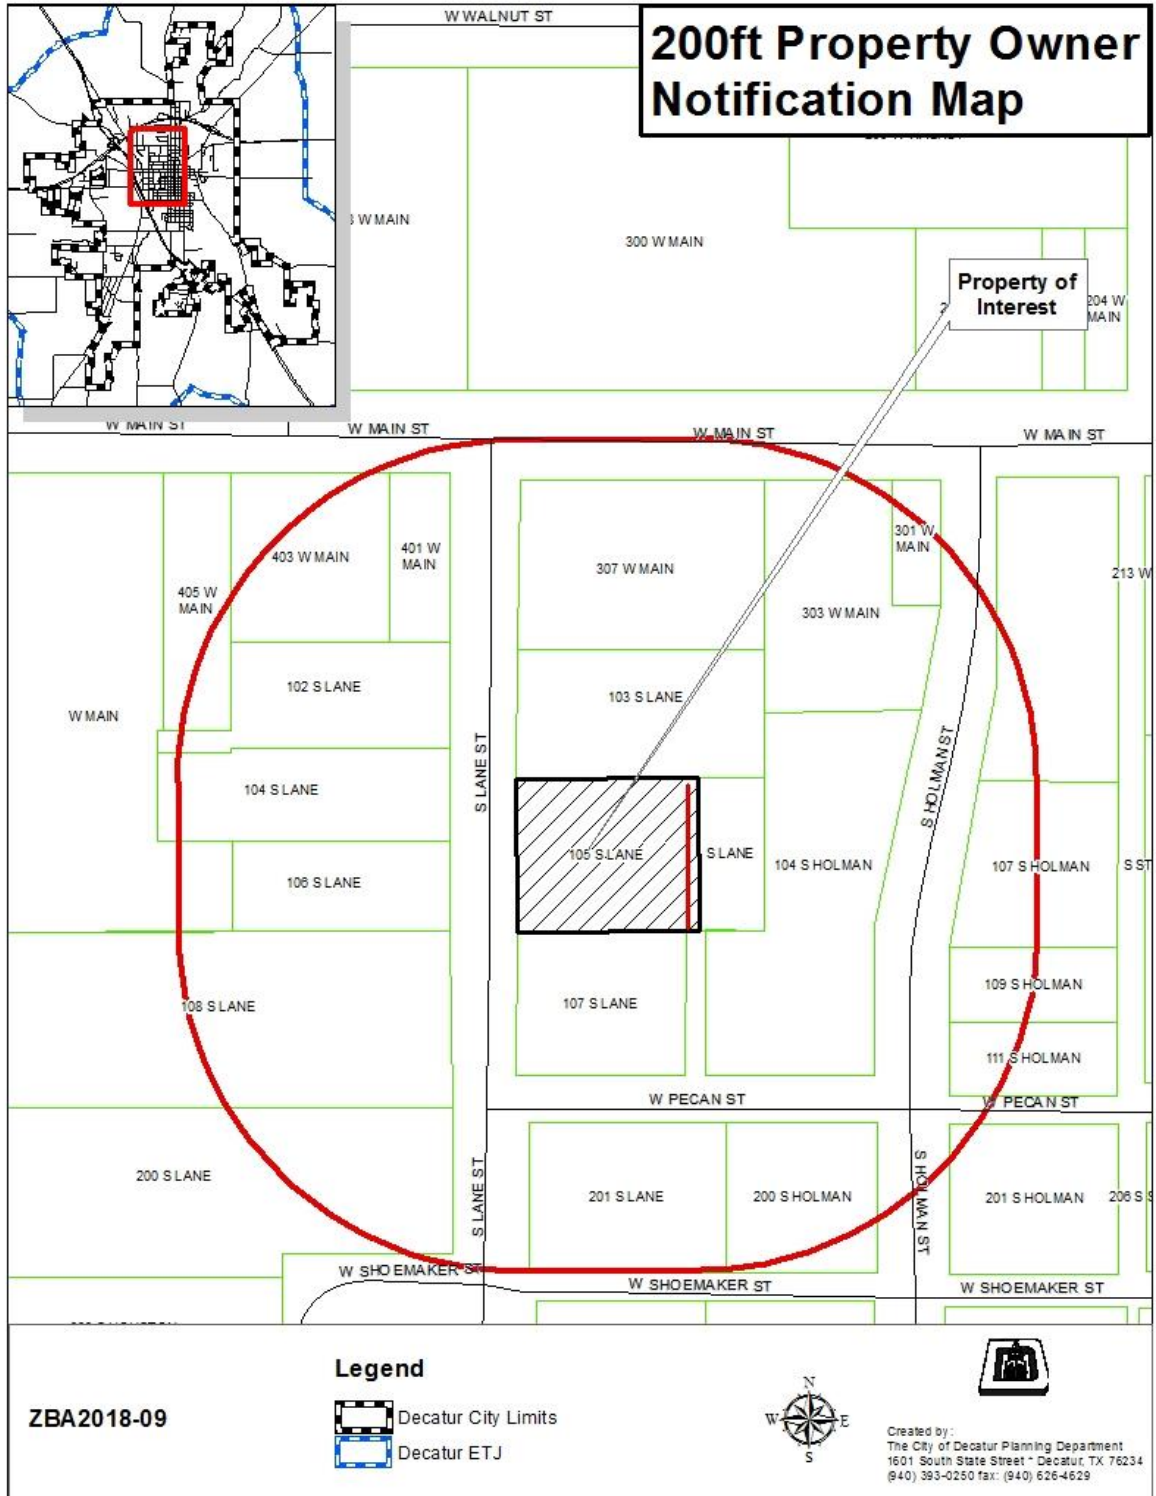 W WALNUT ST
200ft Property Owner
Notification Map
W MAIN
300 W MAIN
Property of
Interest
204 W
MAIN
W MAIN ST
W MAIN ST
W MAIN ST
W MAIN ST
403 W MAIN
401 W
MAIN
405 W
MAIN
307 W MAIN
301 W
MAIN
303 W MAIN
213 W
102 S LANE
103 S LANE
W MAIN
S LANE ST
S HOLMAN ST
104 S LANE
105 S LANE
S LANE
104 S HOLMAN
107 S HOLMAN
S ST
106 S LANE
109 S HOLMAN
108 S LANE
107 S LANE
111 S HOLMAN
W PECAN ST
W PECAN ST
200 S LANE
S LANE ST
201 S LANE
200 S HOLMAN
S HOLMAN ST
201 S HOLMAN
206 S
W SHOEMAKER ST
W SHOEMAKER ST
W SHOEMAKER ST
ZBA2018-09
Legend
Decatur City Limits
Decatur ETJ
N
W E
S
Created by:
The City of Decatur Planning Department
1601 South State Street * Decatur, TX 76234
(940) 393-0250 fax: (940) 626-4629